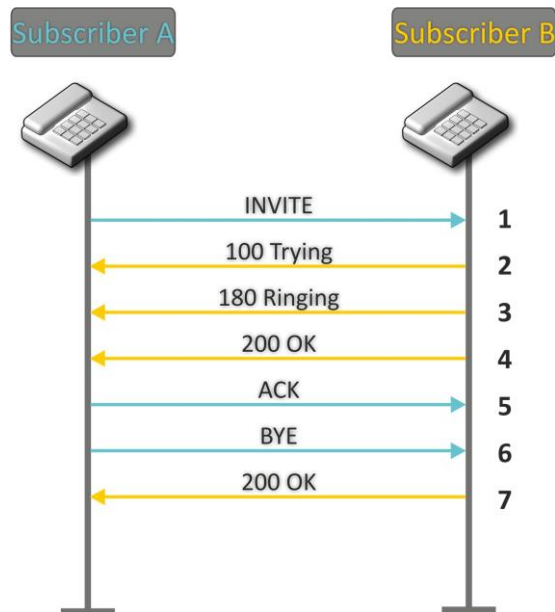 Subscriber A
Subscriber B
INVITE
1
100 Trying
2
180 Ringing
3
200 OK
4
ACK
5
BYE
6
200 OK
7